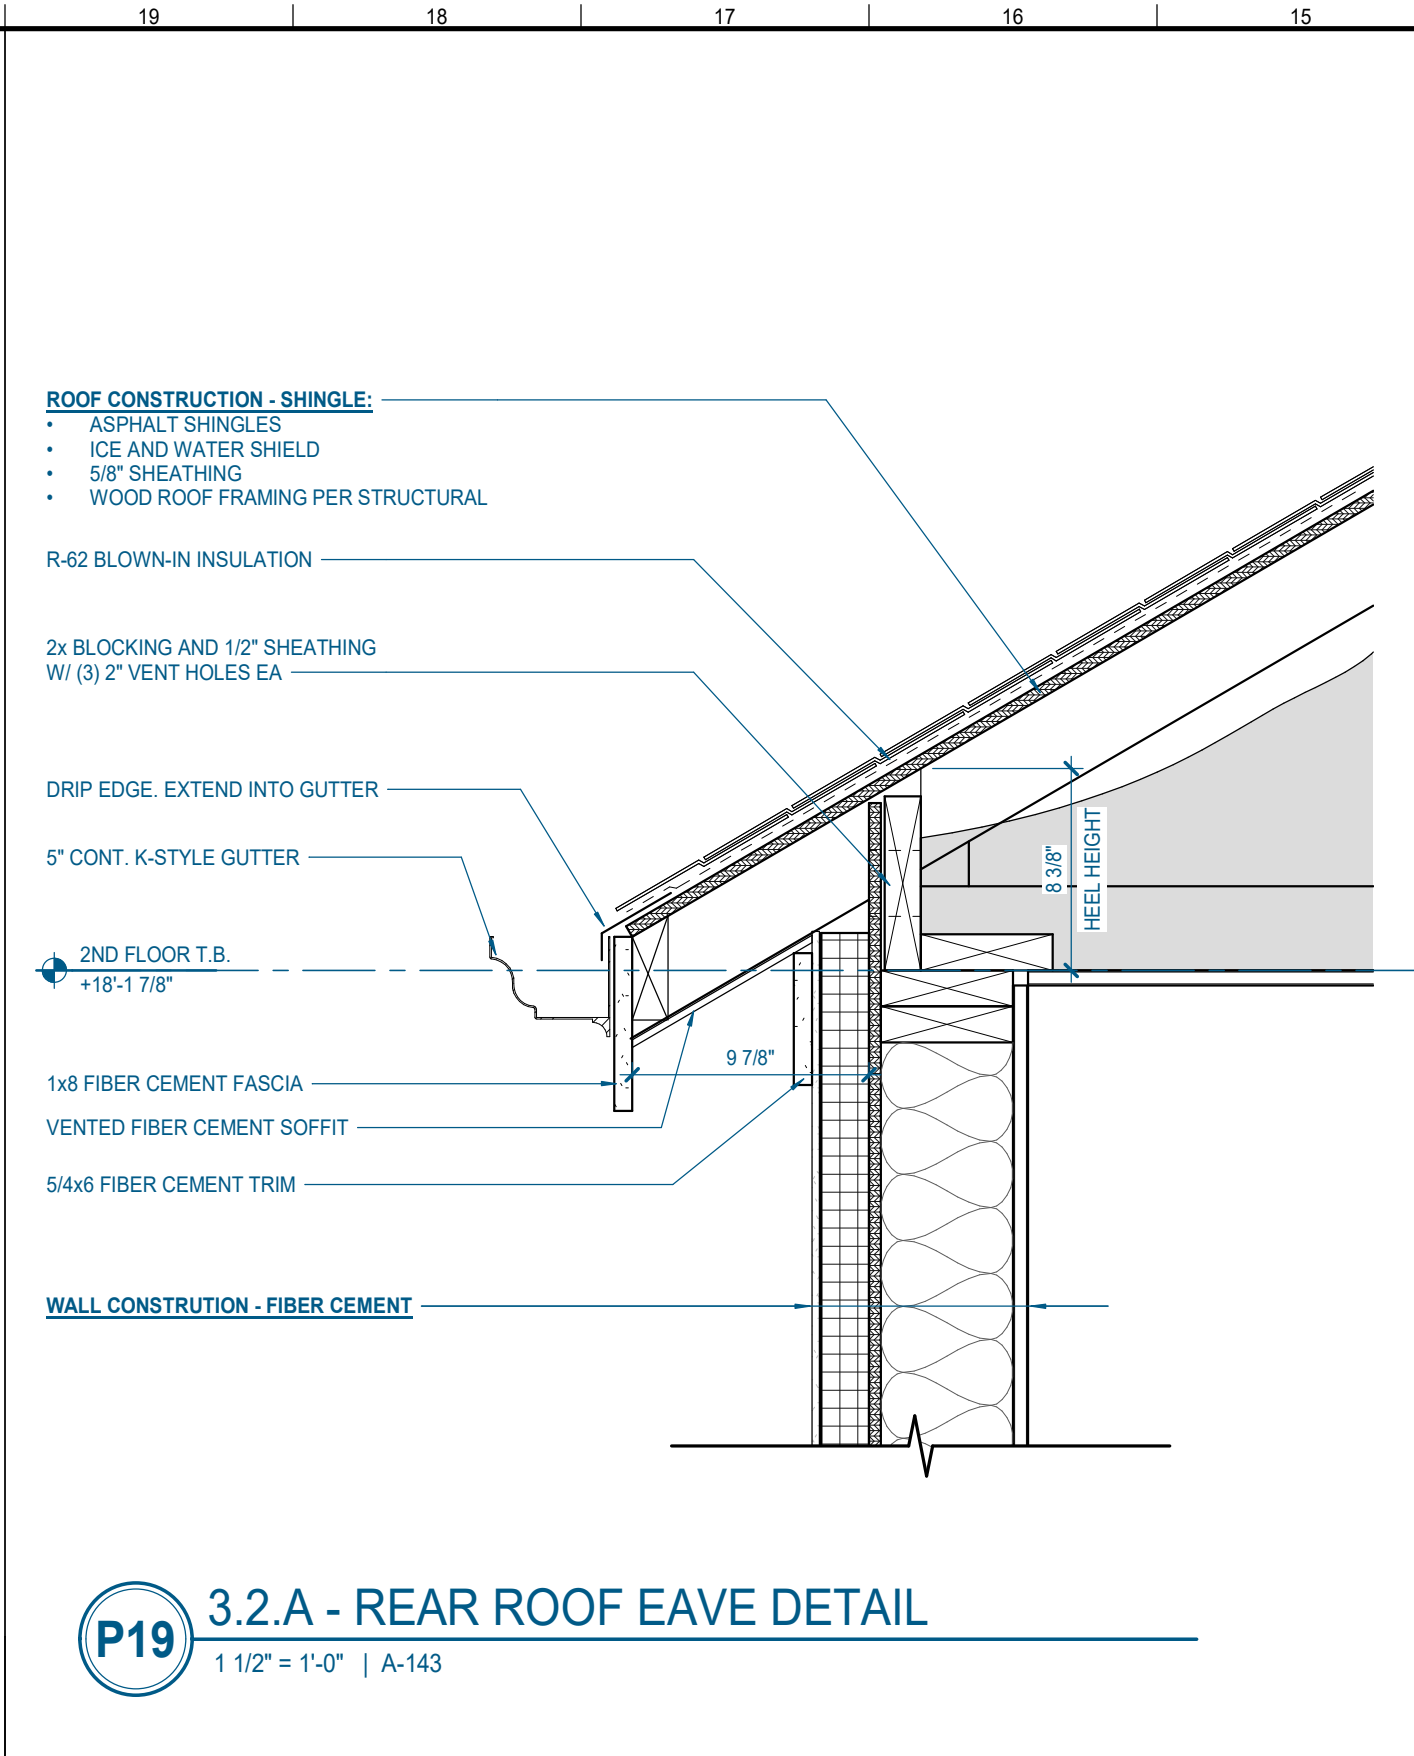 19 18 17 16 15
ROOF CONSTRUCTION - SHINGLE:
• ASPHALT SHINGLES
• ICE AND WATER SHIELD
• 5/8" SHEATHING
• WOOD ROOF FRAMING PER STRUCTURAL
R-62 BLOWN-IN INSULATION
2x BLOCKING AND 1/2" SHEATHING
W/ (3) 2" VENT HOLES EA
DRIP EDGE. EXTEND INTO GUTTER
5" CONT. K-STYLE GUTTER
8 3/8"
HEEL HEIGHT
2ND FLOOR T.B.
+18'-1 7/8"
9 7/8"
1x8 FIBER CEMENT FASCIA
VENTED FIBER CEMENT SOFFIT
5/4x6 FIBER CEMENT TRIM
WALL CONSTRUTION - FIBER CEMENT
P19
3.2.A - REAR ROOF EAVE DETAIL
1 1/2" = 1'-0" | A-143